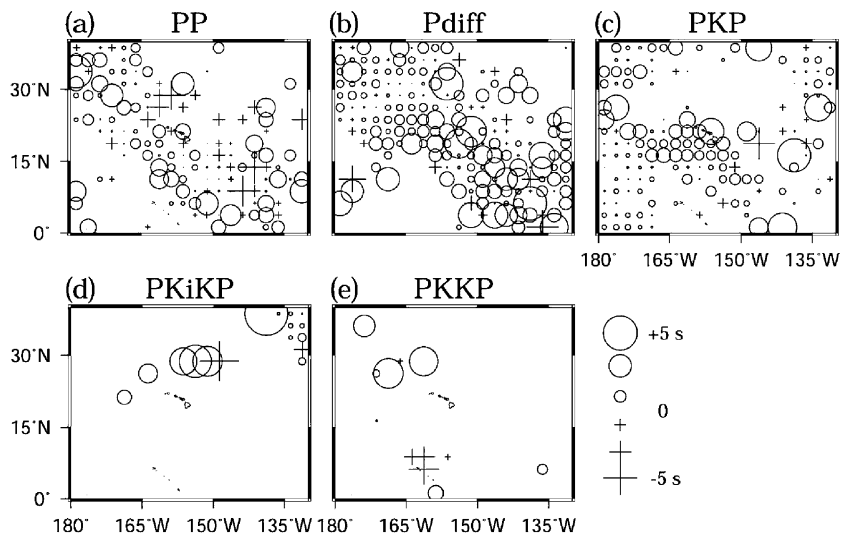 (a) PP (b) Pdiff (c) PKP
30°N
15°N
0°
180° 165°W 150°W 135°W
(d) PKiKP (e) PKKP
30°N
15°N
0°
+5 s
0
-5 s
180° 165°W 150°W 135°W 165°W 150°W 135°W